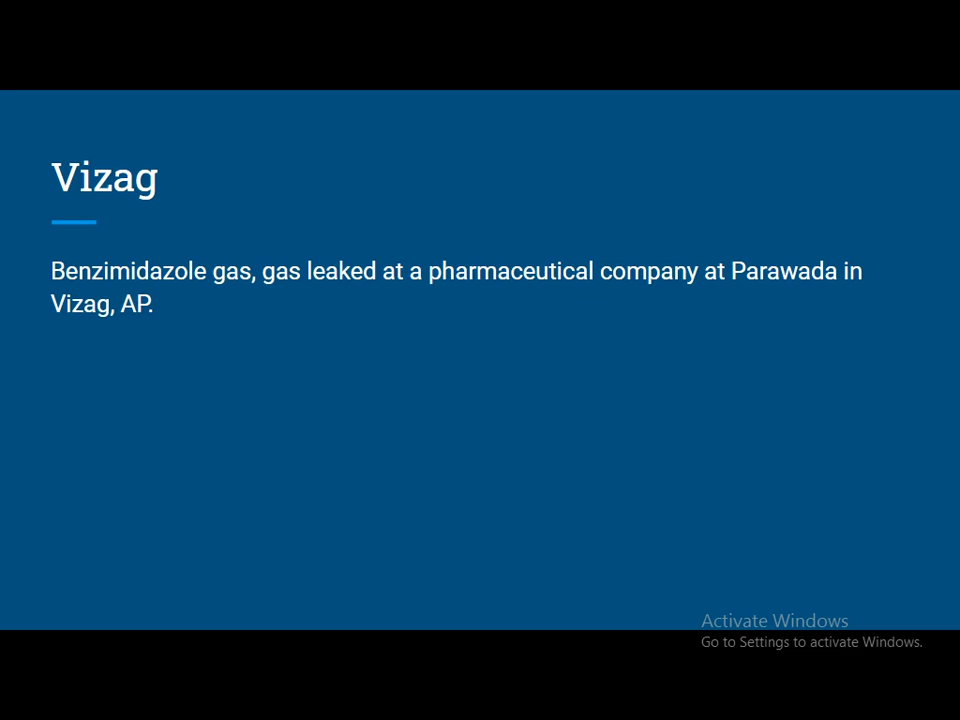 Vizag
Benzimidazole gas, gas leaked at a pharmaceutical company at Parawada in
Vizag, AP.
Activate Windows
Go to Settings to activate Windows.